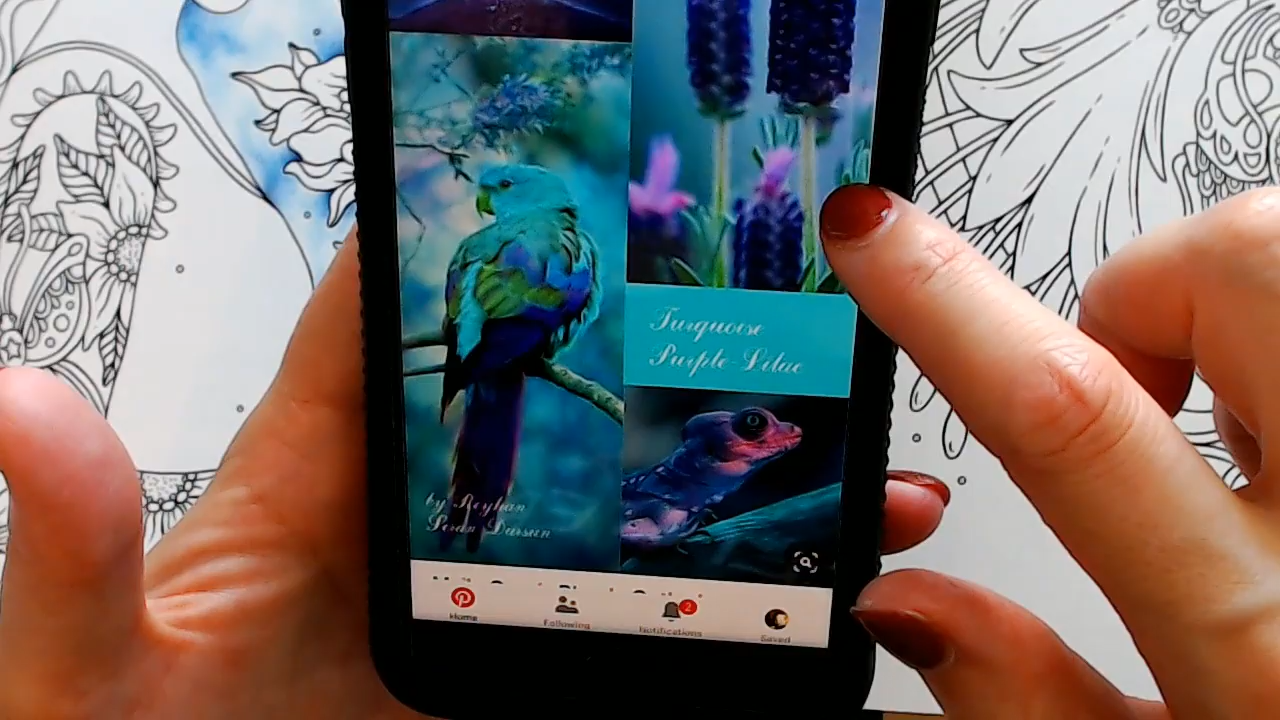 Turquoise
Purple-Lilac
by Reyhan
Seran Dursun
2
Home
Following
Notifications
Saved